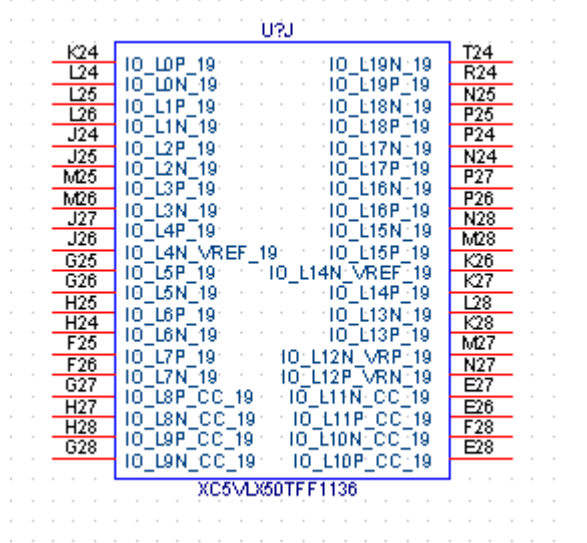 U?J
K24 IO_L0P_19 IO_L19N_19 T24
L24 IO_L0N_19 IO_L19P_19 R24
L25 IO_L1P_19 IO_L18N_19 N25
L26 IO_L1N_19 IO_L18P_19 P25
J24 IO_L2P_19 IO_L17N_19 P24
J25 IO_L2N_19 IO_L17P_19 N24
M25 IO_L3P_19 IO_L16N_19 P27
M26 IO_L3N_19 IO_L16P_19 P26
J27 IO_L4P_19 IO_L15N_19 N28
J26 IO_L4N_VREF_19 IO_L15P_19 M28
G25 IO_L5P_19 IO_L14N_VREF_19 K26
G26 IO_L5N_19 IO_L14P_19 K27
H25 IO_L6P_19 IO_L13N_19 L28
H24 IO_L6N_19 IO_L13P_19 K28
F25 IO_L7P_19 IO_L12N_VRP_19 M27
F26 IO_L7N_19 IO_L12P_VRN_19 N27
G27 IO_L8P_CC_19 IO_L11N_CC_19 E27
H27 IO_L8N_CC_19 IO_L11P_CC_19 E26
H28 IO_L9P_CC_19 IO_L10N_CC_19 F28
G28 IO_L9N_CC_19 IO_L10P_CC_19 E28
XC5VLX50TFF1136